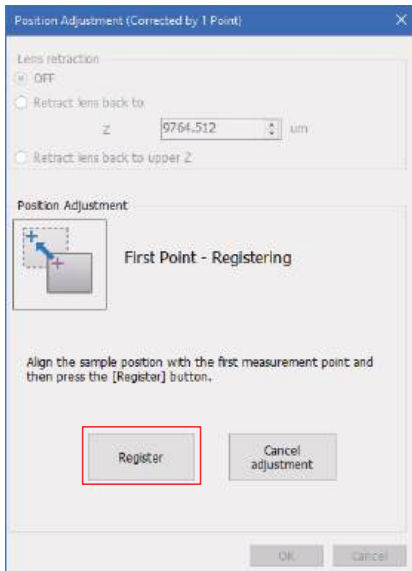 Position Adjustment (Corrected by 1 Point)
Lens retraction
OFF
Retract lens back to
Z 9764.512 um
Retract lens back to upper Z
Position Adjustment
First Point - Registering
Align the sample position with the first measurement point and
then press the [Register] button.
Register
Cancel
adjustment
OK Cancel